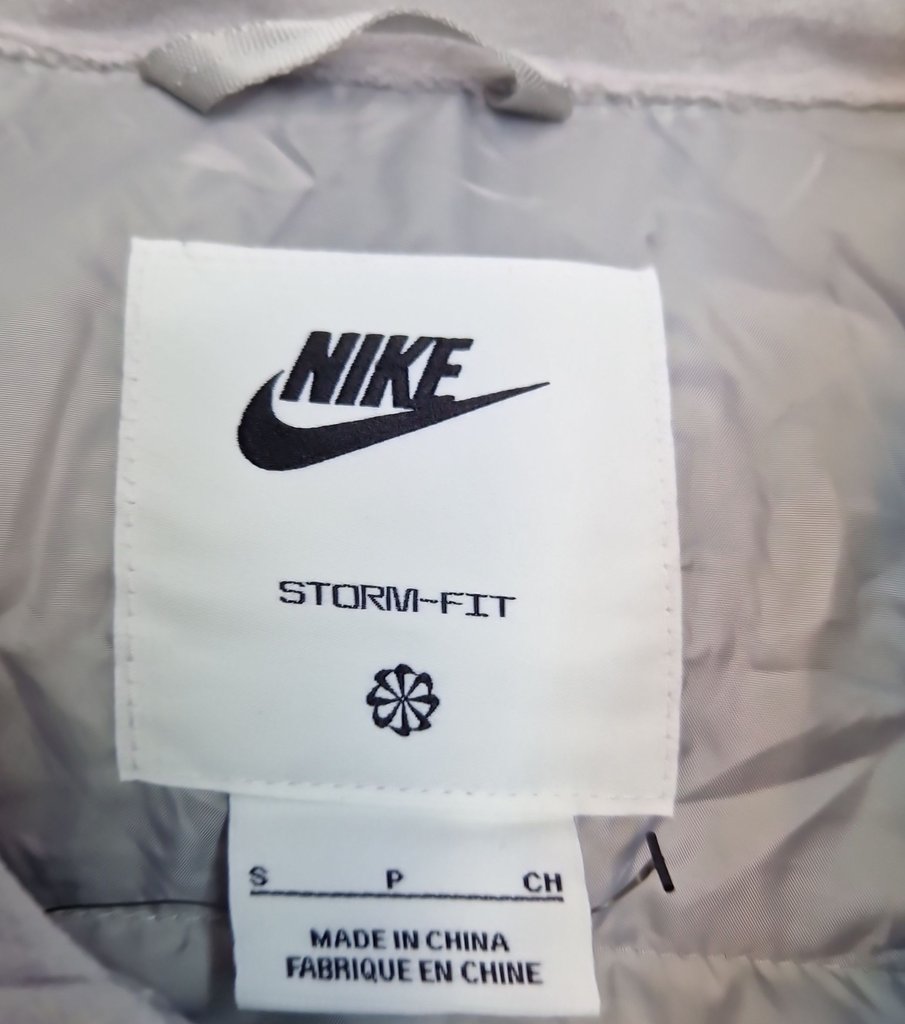 NIKE
STORM-FIT
S P CH
MADE IN CHINA
FABRIQUE EN CHINE